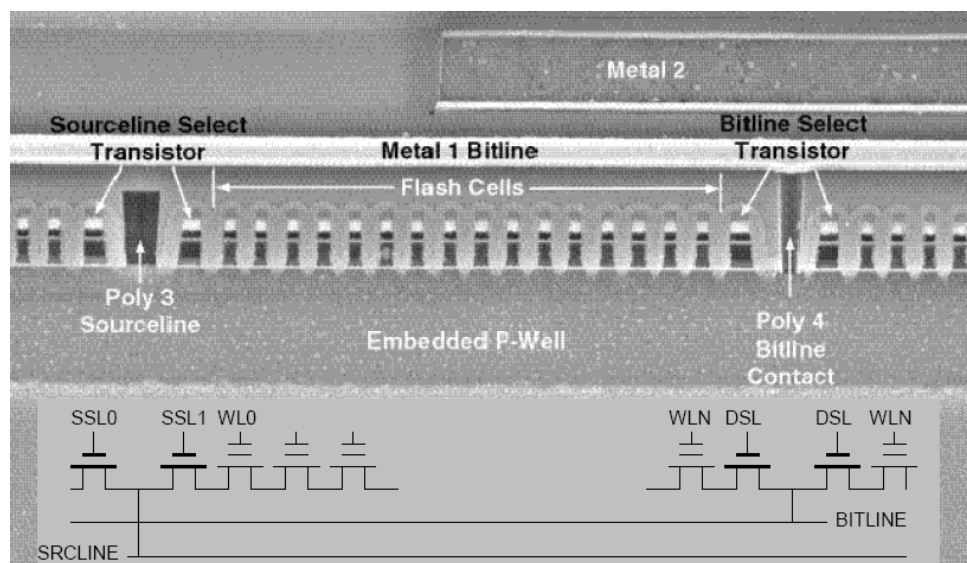 Metal 2
Sourceline Select
Transistor
Bitline Select
Transistor
Metal 1 Bitline
Flash Cells
Poly 3
Sourceline
Embedded P-Well
Poly 4
Bitline
Contact
SSL0
SSL1
WL0
WLN
DSL
DSL
WLN
BITLINE
SRCLINE